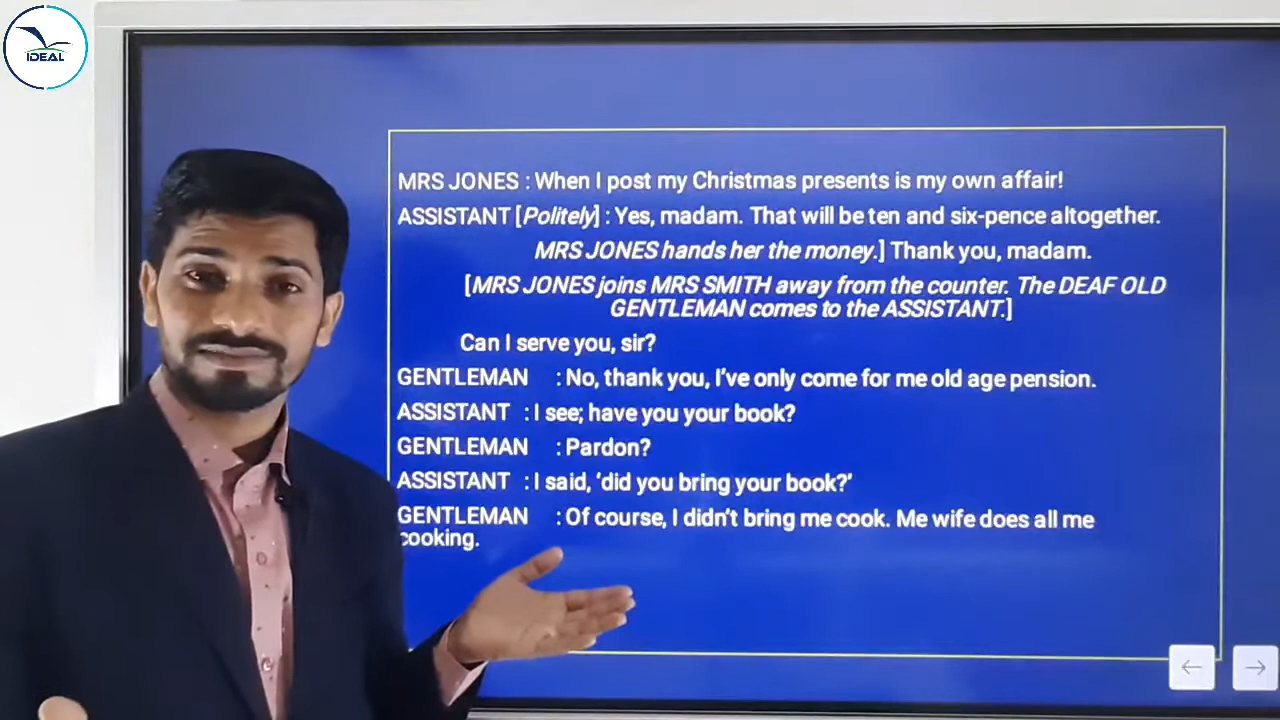 IDEAL
MRS JONES : When I post my Christmas presents is my own affair!
ASSISTANT [Politely] : Yes, madam. That will be ten and six-pence altogether.
MRS JONES hands her the money.] Thank you, madam.
[MRS JONES joins MRS SMITH away from the counter. The DEAF OLD
GENTLEMAN comes to the ASSISTANT.]
Can I serve you, sir?
GENTLEMAN : No, thank you, I've only come for me old age pension.
ASSISTANT : I see; have you your book?
GENTLEMAN : Pardon?
ASSISTANT : I said, 'did you bring your book?'
GENTLEMAN : Of course, I didn't bring me cook. Me wife does all me
cooking.